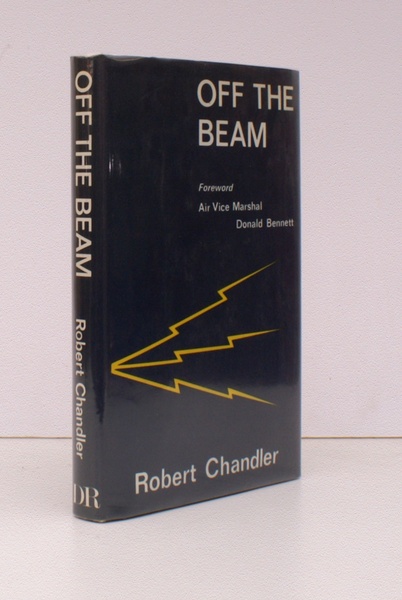 OFF THE
BEAM
Foreword
Air Vice Marshal
Donald Bennett
Robert Chandler
OFF THE BEAM
Robert Chandler
DR